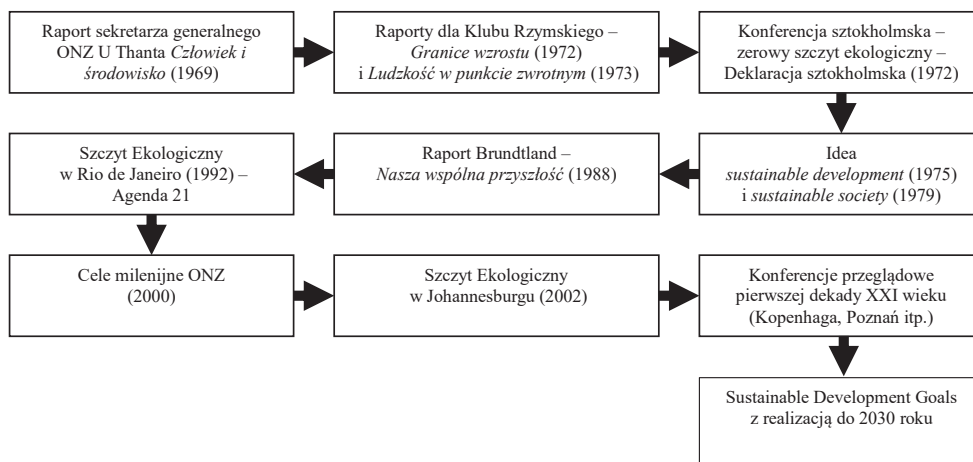 Raport sekretarza generalnego
ONZ U Thanta Człowiek i
środowisko (1969)
Raporty dla Klubu Rzymskiego –
Granice wzrostu (1972)
i Ludzkość w punkcie zwrotnym (1973)
Konferencja sztokholmska –
zerowy szczyt ekologiczny –
Deklaracja sztokholmska (1972)
Idea
sustainable development (1975)
i sustainable society (1979)
Raport Brundtland –
Nasza wspólna przyszłość (1988)
Szczyt Ekologiczny
w Rio de Janeiro (1992) –
Agenda 21
Cele milenijne ONZ
(2000)
Szczyt Ekologiczny
w Johannesburgu (2002)
Konferencje przeglądowe
pierwszej dekady XXI wieku
(Kopenhaga, Poznań itp.)
Sustainable Development Goals
z realizacją do 2030 roku